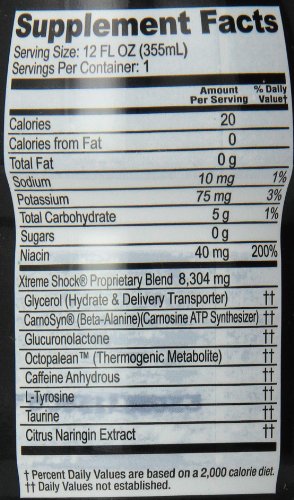 Supplement Facts
Serving Size: 12 FL OZ (355mL)
Servings Per Container: 1
Amount Per Serving % Daily Value†
Calories 20
Calories from Fat 0
Total Fat 0 g
Sodium 10 mg 1%
Potassium 75 mg 3%
Total Carbohydrate 5 g 1%
Sugars 0 g
Niacin 40 mg 200%
Xtreme Shock® Proprietary Blend 8,304 mg
Glycerol (Hydrate & Delivery Transporter) ††
CarnoSyn® (Beta-Alanine)(Carnosine ATP Synthesizer) ††
Glucuronolactone ††
Octopalean™ (Thermogenic Metabolite) ††
Caffeine Anhydrous ††
L-Tyrosine ††
Taurine ††
Citrus Naringin Extract ††
† Percent Daily Values are based on a 2,000 calorie diet.
†† Daily Values not established.